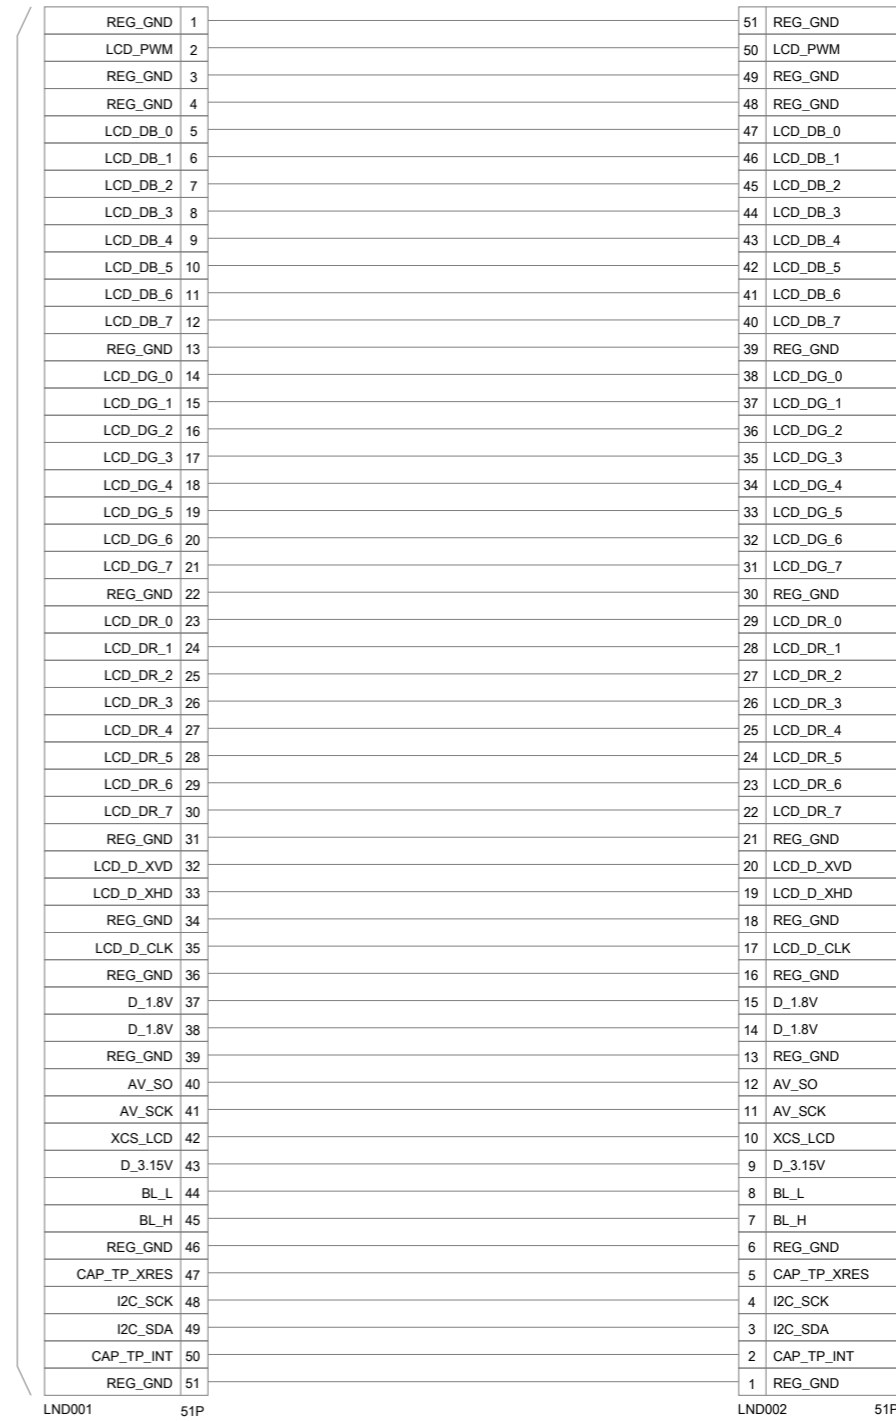 REG_GND 1 51 REG_GND
LCD_PWM 2 50 LCD_PWM
REG_GND 3 49 REG_GND
REG_GND 4 48 REG_GND
LCD_DB_0 5 47 LCD_DB_0
LCD_DB_1 6 46 LCD_DB_1
LCD_DB_2 7 45 LCD_DB_2
LCD_DB_3 8 44 LCD_DB_3
LCD_DB_4 9 43 LCD_DB_4
LCD_DB_5 10 42 LCD_DB_5
LCD_DB_6 11 41 LCD_DB_6
LCD_DB_7 12 40 LCD_DB_7
REG_GND 13 39 REG_GND
LCD_DG_0 14 38 LCD_DG_0
LCD_DG_1 15 37 LCD_DG_1
LCD_DG_2 16 36 LCD_DG_2
LCD_DG_3 17 35 LCD_DG_3
LCD_DG_4 18 34 LCD_DG_4
LCD_DG_5 19 33 LCD_DG_5
LCD_DG_6 20 32 LCD_DG_6
LCD_DG_7 21 31 LCD_DG_7
REG_GND 22 30 REG_GND
LCD_DR_0 23 29 LCD_DR_0
LCD_DR_1 24 28 LCD_DR_1
LCD_DR_2 25 27 LCD_DR_2
LCD_DR_3 26 26 LCD_DR_3
LCD_DR_4 27 25 LCD_DR_4
LCD_DR_5 28 24 LCD_DR_5
LCD_DR_6 29 23 LCD_DR_6
LCD_DR_7 30 22 LCD_DR_7
REG_GND 31 21 REG_GND
LCD_D_XVD 32 20 LCD_D_XVD
LCD_D_XHD 33 19 LCD_D_XHD
REG_GND 34 18 REG_GND
LCD_D_CLK 35 17 LCD_D_CLK
REG_GND 36 16 REG_GND
D_1.8V 37 15 D_1.8V
D_1.8V 38 14 D_1.8V
REG_GND 39 13 REG_GND
AV_SO 40 12 AV_SO
AV_SCK 41 11 AV_SCK
XCS_LCD 42 10 XCS_LCD
D_3.15V 43 9 D_3.15V
BL_L 44 8 BL_L
BL_H 45 7 BL_H
REG_GND 46 6 REG_GND
CAP_TP_XRES 47 5 CAP_TP_XRES
I2C_SCK 48 4 I2C_SCK
I2C_SDA 49 3 I2C_SDA
CAP_TP_INT 50 2 CAP_TP_INT
REG_GND 51 1 REG_GND
LND001 51P LND002 51P